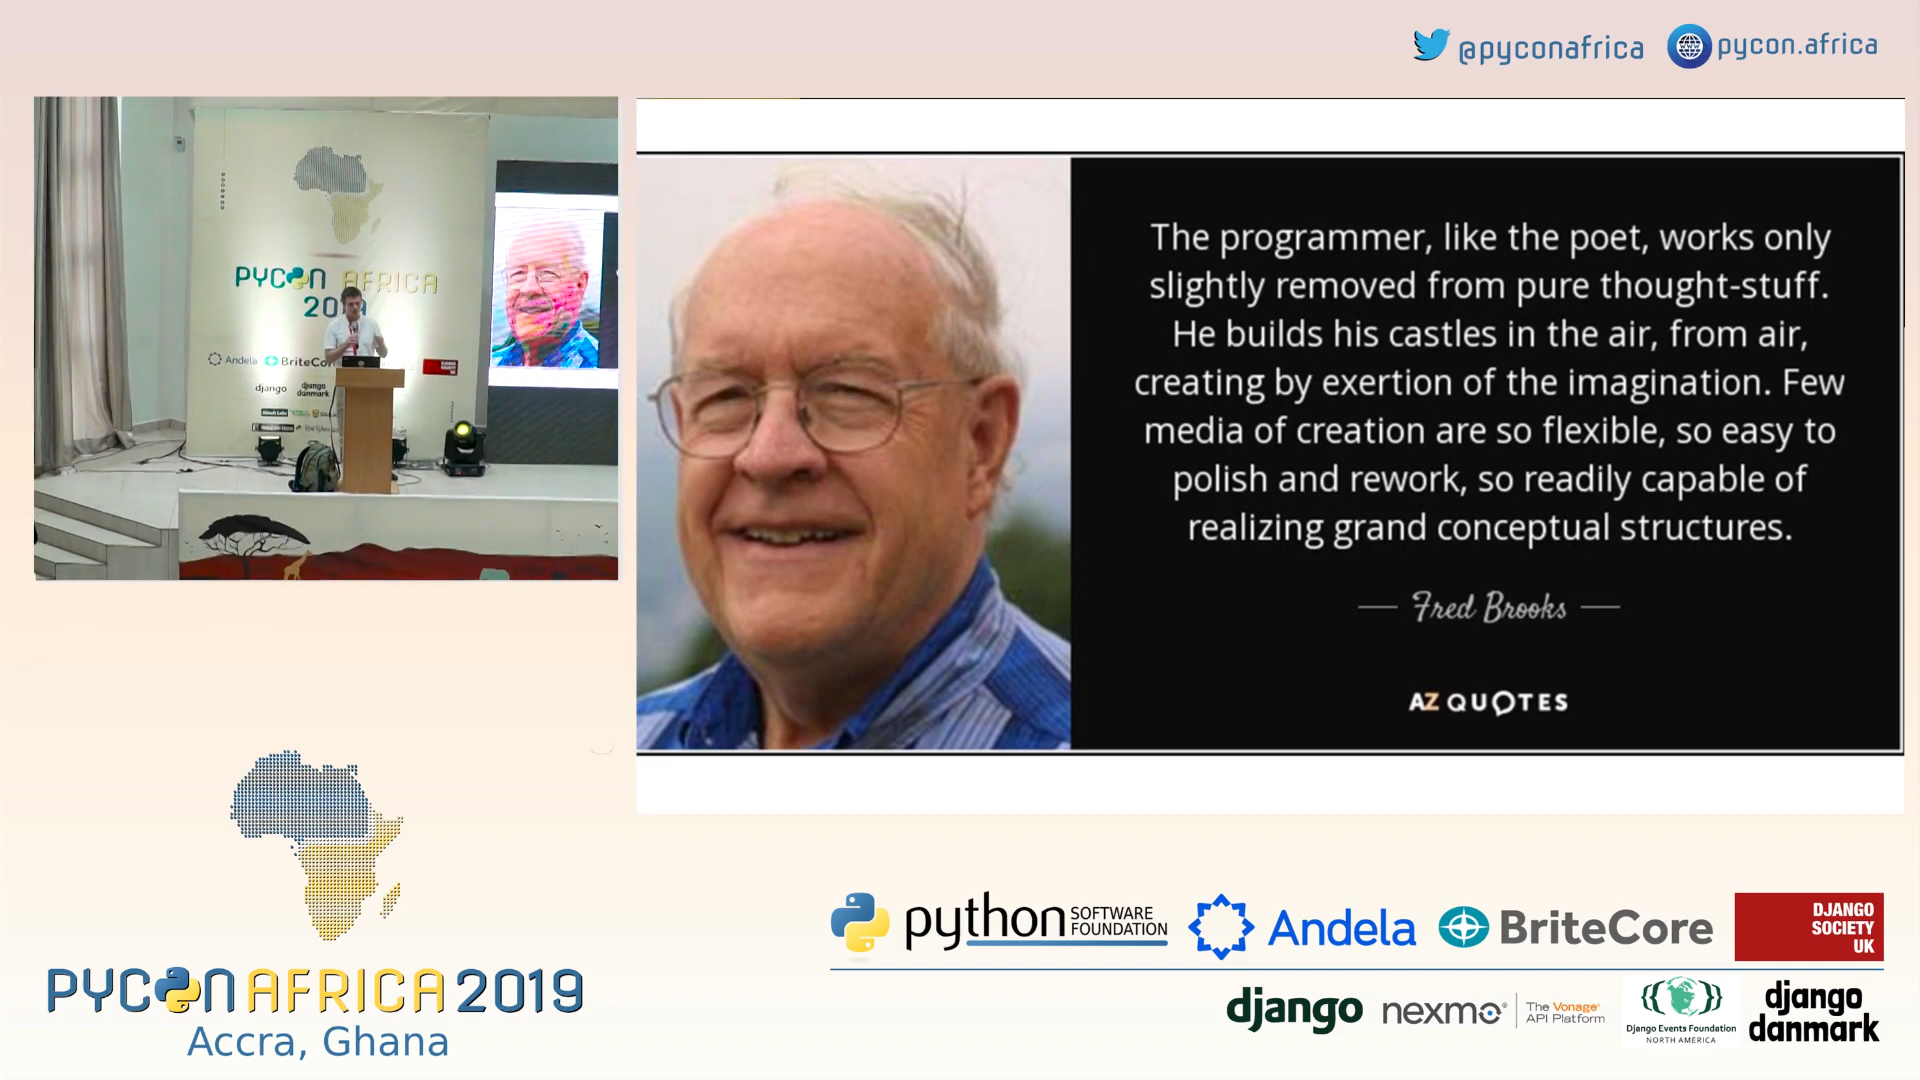 @pyconafrica
pycon.africa
PYCON AFRICA
Andela
BriteCor
django
django
danmark
The programmer, like the poet, works only
slightly removed from pure thought-stuff.
He builds his castles in the air, from air,
creating by exertion of the imagination. Few
media of creation are so flexible, so easy to
polish and rework, so readily capable of
realizing grand conceptual structures.
— Fred Brooks —
AZ QUOTES
PYCON AFRICA 2019
Accra, Ghana
python SOFTWARE
FOUNDATION
Andela
BriteCore
DJANGO
SOCIETY
UK
django
nexmo
The Vonage
API Platform
Django Events Foundation
NORTH AMERICA
django
danmark